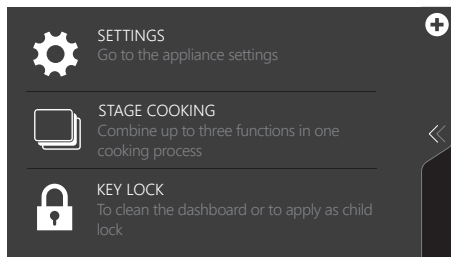 SETTINGS
Go to the appliance settings
STAGE COOKING
Combine up to three functions in one
cooking process
KEY LOCK
To clean the dashboard or to apply as child
lock